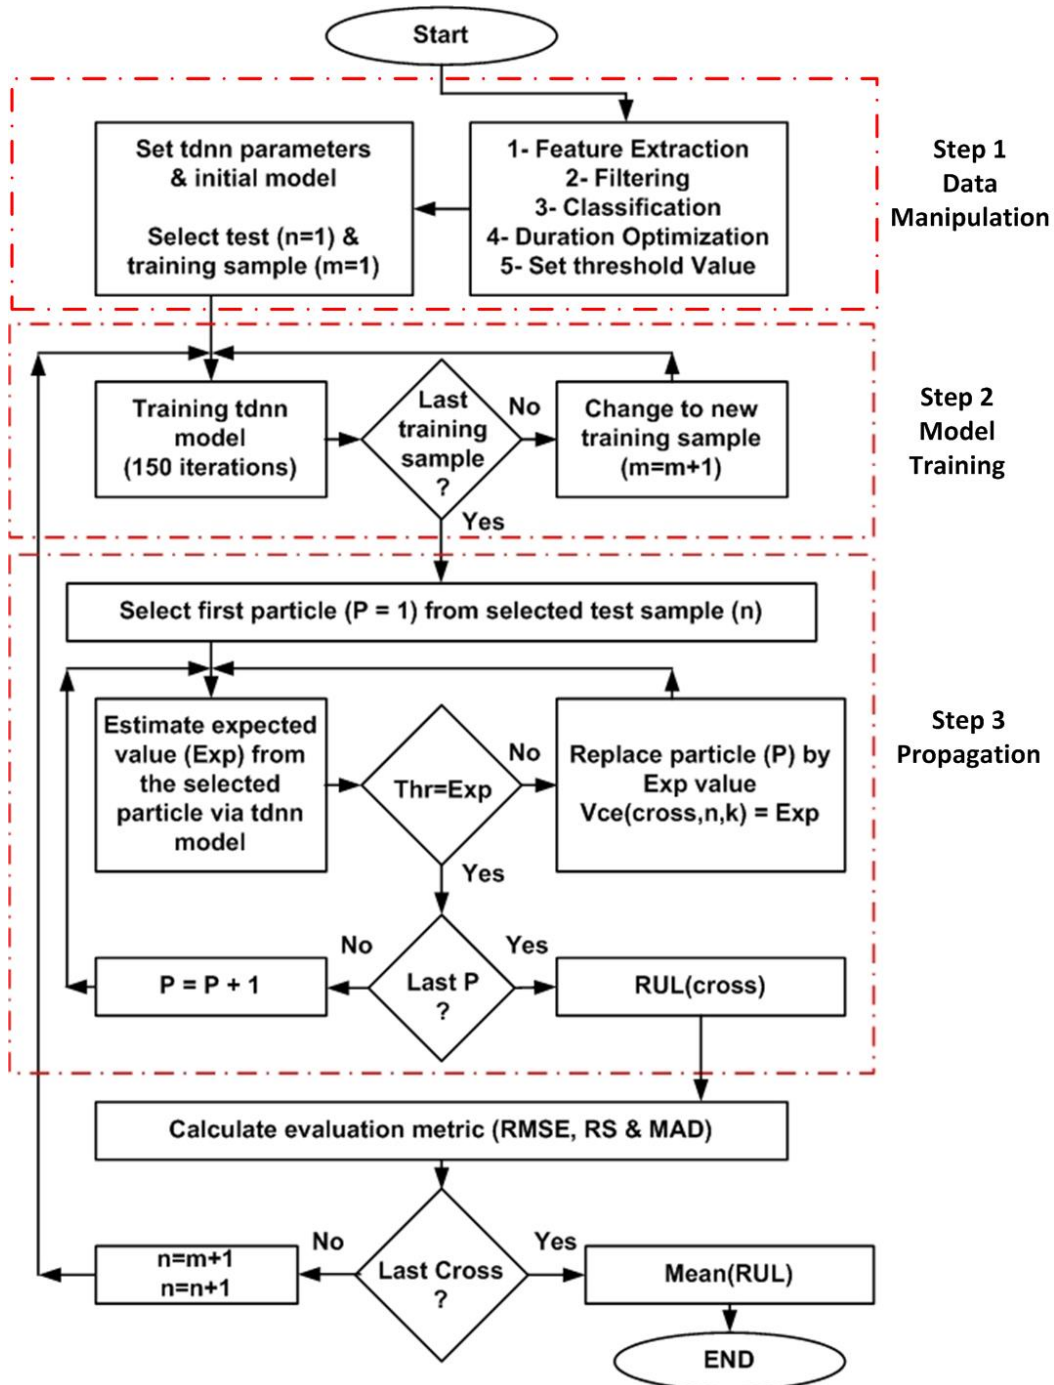 Start
1- Feature Extraction
2- Filtering
3- Classification
4- Duration Optimization
5- Set threshold Value
Set tdnn parameters
& initial model
Select test (n=1) &
training sample (m=1)
Step 1
Data
Manipulation
Training tdnn
model
(150 iterations)
Last
training
sample
?
No
Yes
Change to new
training sample
(m=m+1)
Step 2
Model
Training
Select first particle (P = 1) from selected test sample (n)
Estimate expected
value (Exp) from
the selected
particle via tdnn
model
Thr=Exp
No
Yes
Replace particle (P) by
Exp value
Vce(cross,n,k) = Exp
Step 3
Propagation
P = P + 1
No
Last P
?
Yes
RUL(cross)
Calculate evaluation metric (RMSE, RS & MAD)
n=m+1
n=n+1
No
Last Cross
?
Yes
Mean(RUL)
END